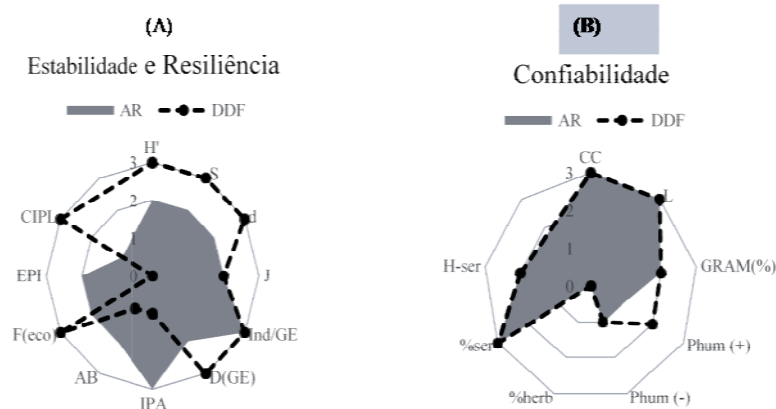 (A)
Estabilidade e Resiliência
AR DDF
H'
S
d
J
Ind/GE
D(GE)
IPA
AB
F(eco)
EPI
CIPL
3
2
1
0
(B)
Confiabilidade
AR DDF
CC
L
GRAM(%)
Phum (+)
Phum (-)
%herb
%ser
H-ser
3
2
1
0